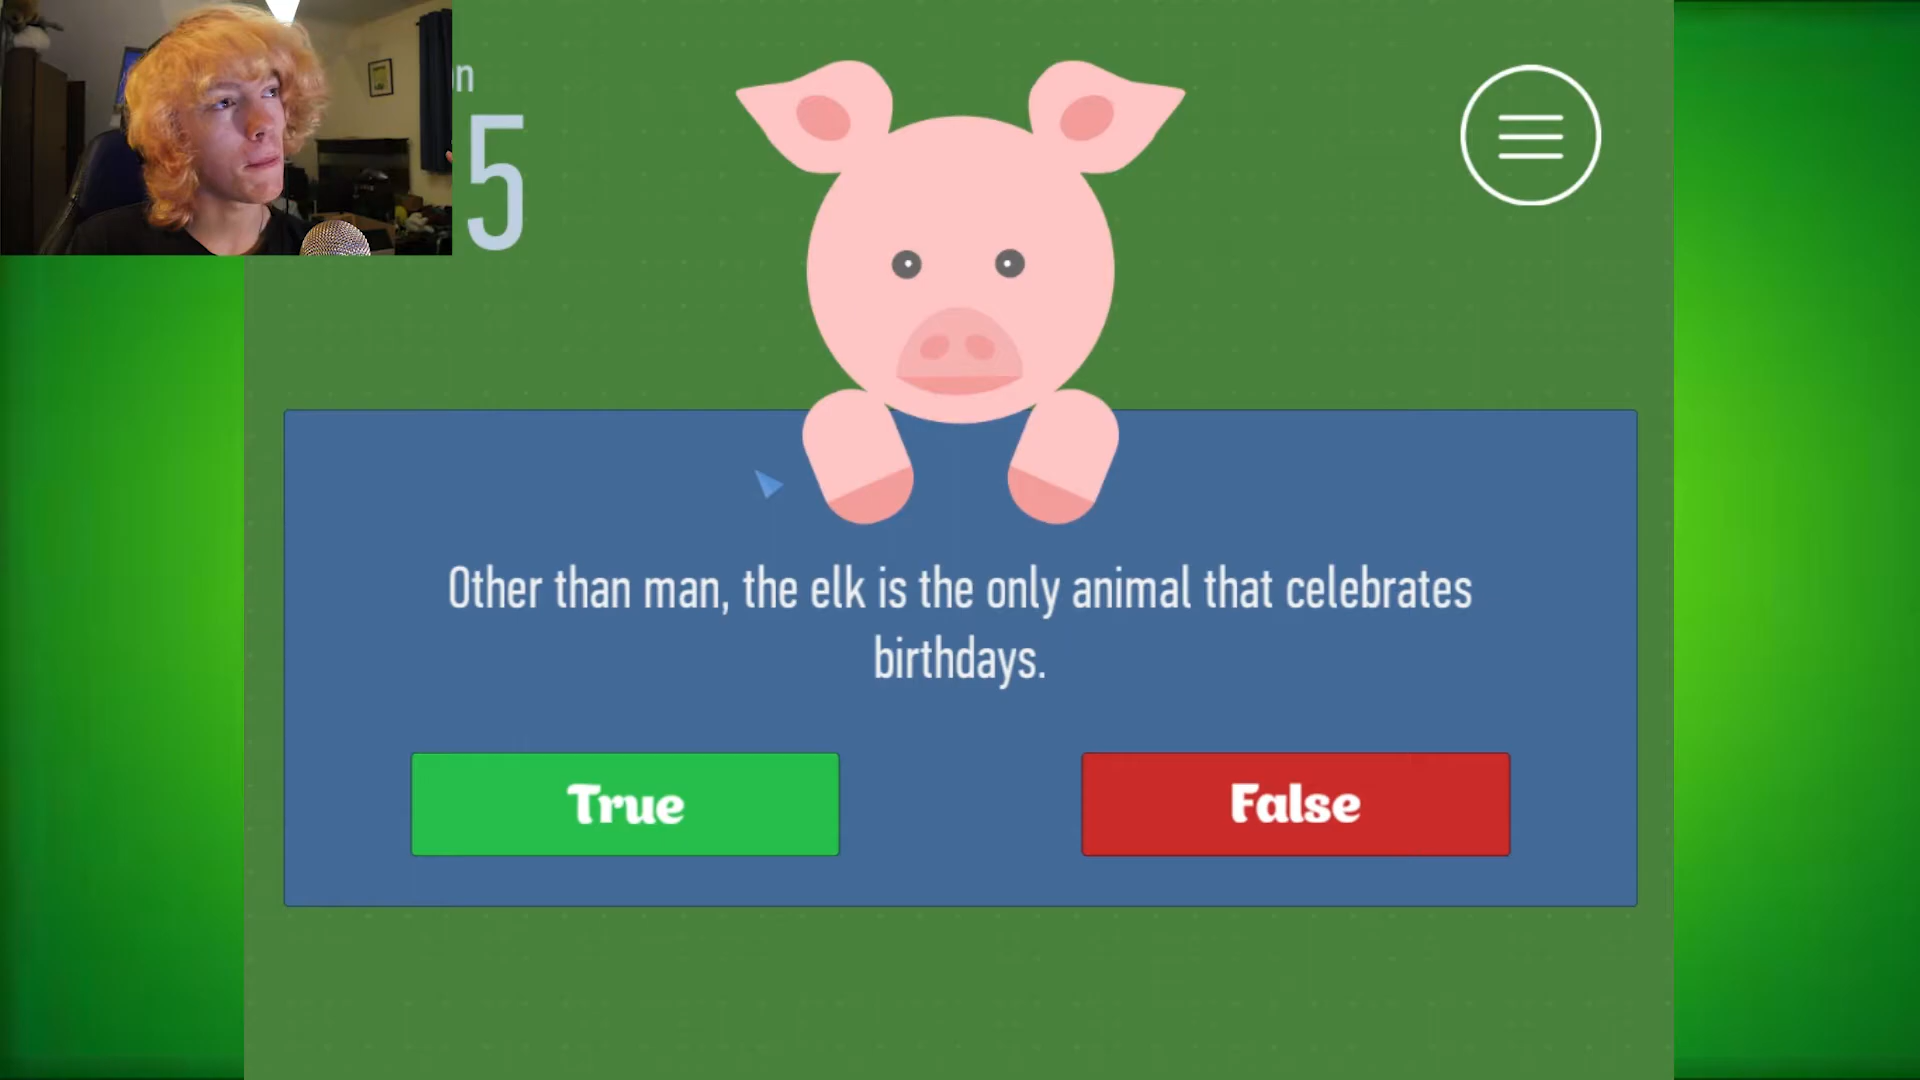 n
5
Other than man, the elk is the only animal that celebrates
birthdays.
True
False